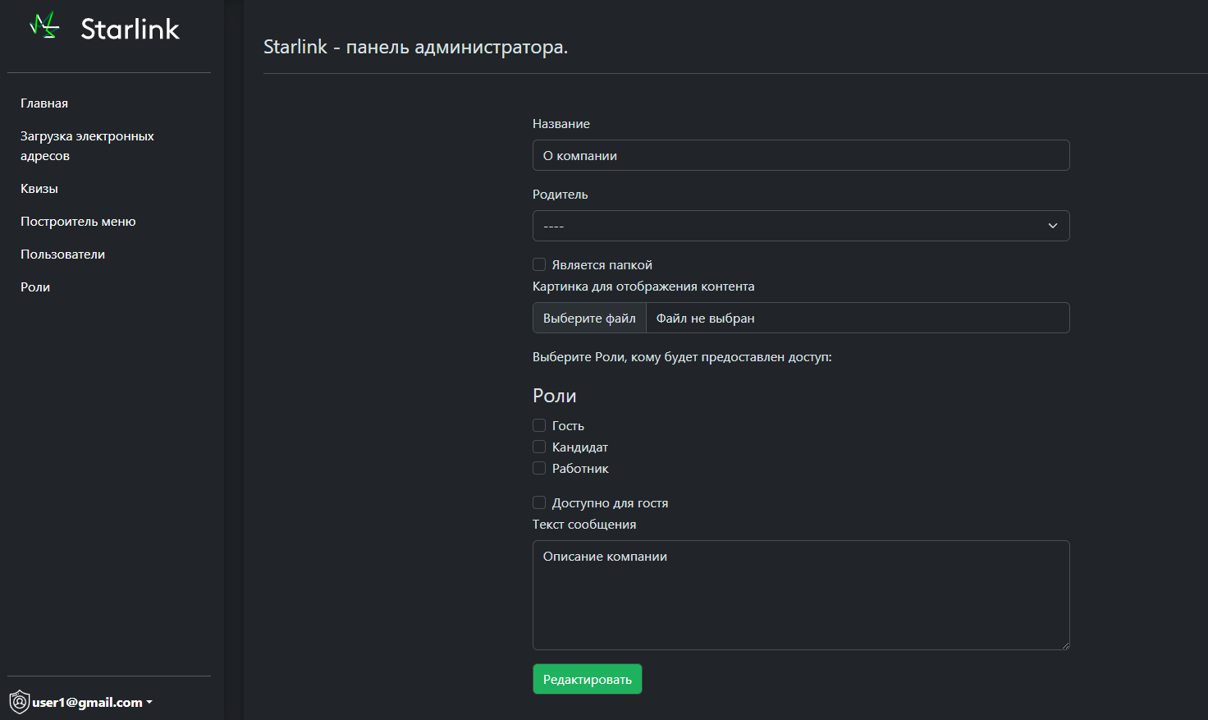 Starlink
Главная
Загрузка электронных
адресов
Квизы
Построитель меню
Пользователи
Роли
user1@gmail.com
Starlink - панель администратора.
Название
О компании
Родитель
----
Является папкой
Картинка для отображения контента
Выберите файл Файл не выбран
Выберите Роли, кому будет предоставлен доступ:
Роли
Гость
Кандидат
Работник
Доступно для гостя
Текст сообщения
Описание компании
Редактировать